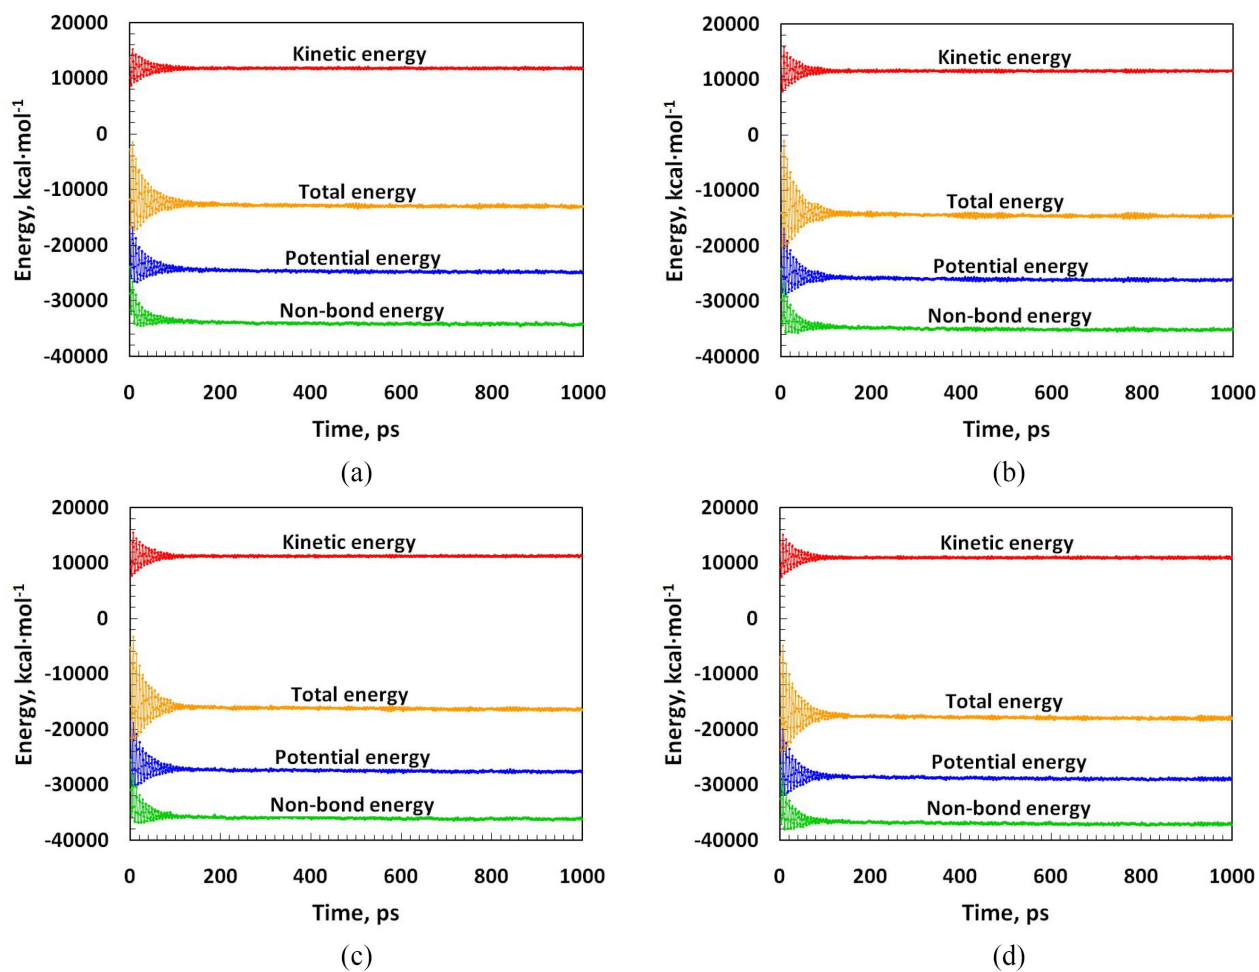 20000
10000
0
-10000
-20000
-30000
-40000
Energy, kcal·mol-1
Kinetic energy
Total energy
Potential energy
Non-bond energy
0 200 400 600 800 1000
Time, ps
(a)
20000
10000
0
-10000
-20000
-30000
-40000
Energy, kcal·mol-1
Kinetic energy
Total energy
Potential energy
Non-bond energy
0 200 400 600 800 1000
Time, ps
(b)
20000
10000
0
-10000
-20000
-30000
-40000
Energy, kcal·mol-1
Kinetic energy
Total energy
Potential energy
Non-bond energy
0 200 400 600 800 1000
Time, ps
(c)
20000
10000
0
-10000
-20000
-30000
-40000
Energy, kcal·mol-1
Kinetic energy
Total energy
Potential energy
Non-bond energy
0 200 400 600 800 1000
Time, ps
(d)